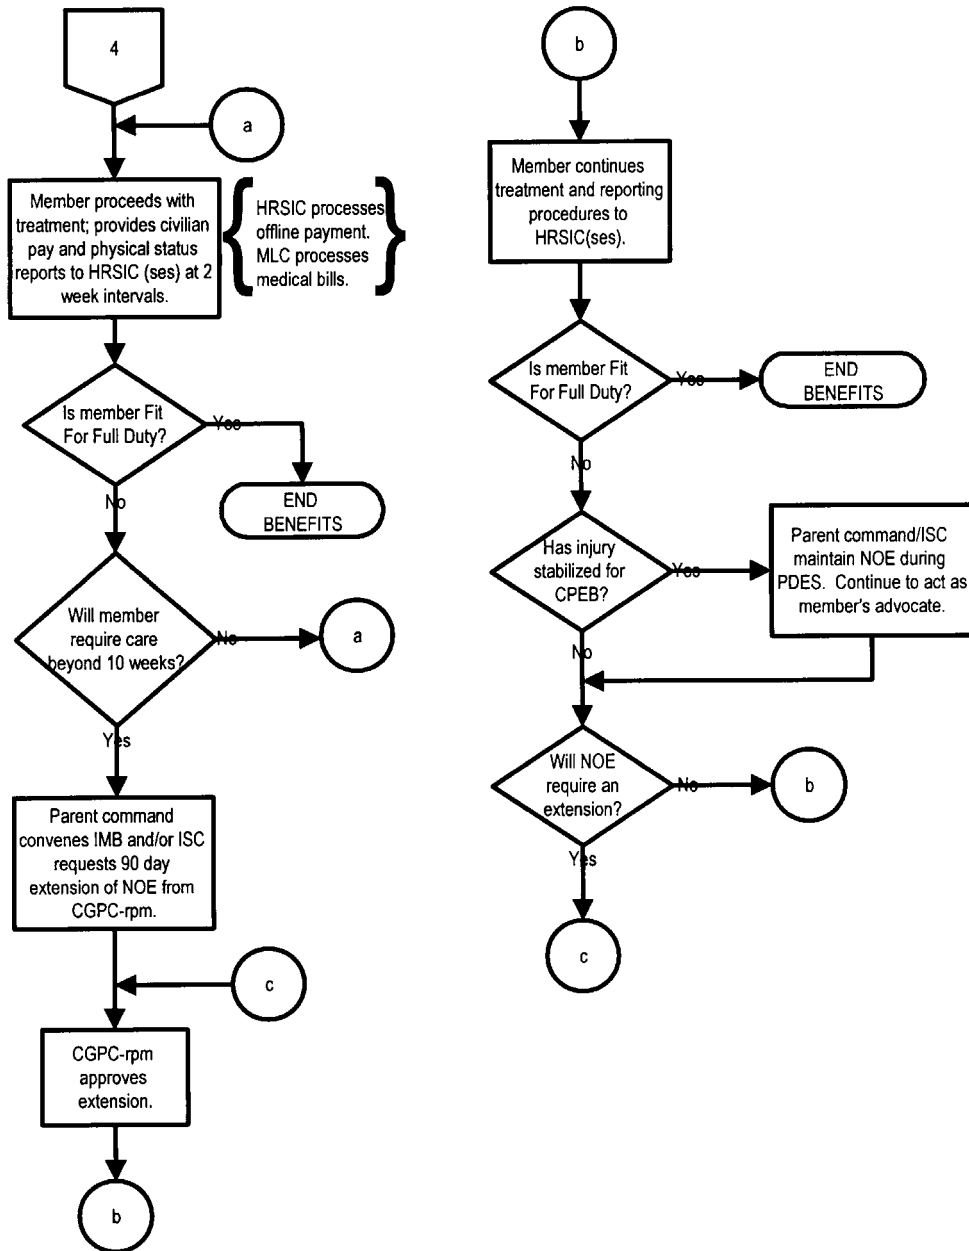 4
a
Member proceeds with
treatment; provides civilian
pay and physical status
reports to HRSIC (ses) at 2
week intervals.
HRSIC processes
offline payment.
MLC processes
medical bills.
Is member Fit
For Full Duty?
Yes
END
BENEFITS
No
Will member
require care
beyond 10 weeks?
No
a
Yes
Parent command
convenes IMB and/or ISC
requests 90 day
extension of NOE from
CGPC-rpm.
c
CGPC-rpm
approves
extension.
b
b
Member continues
treatment and reporting
procedures to
HRSIC(ses).
Is member Fit
For Full Duty?
Yes
END
BENEFITS
No
Has injury
stabilized for
CPEB?
Yes
Parent command/ISC
maintain NOE during
PDES. Continue to act as
member's advocate.
No
Will NOE
require an
extension?
No
b
Yes
c